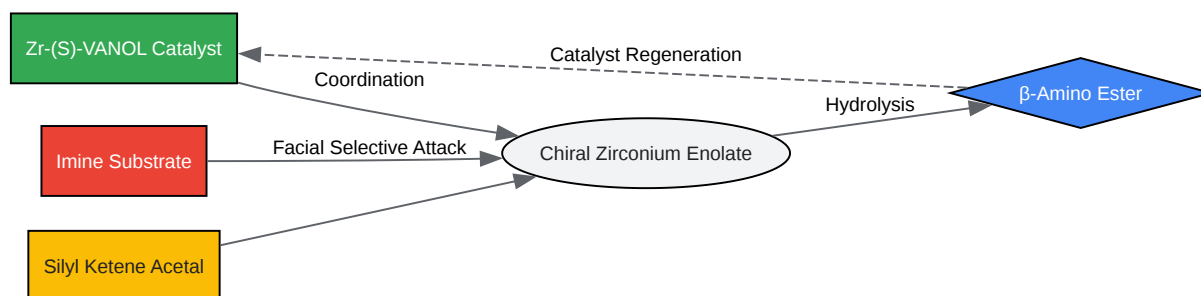 Zr-(S)-VANOL Catalyst
Coordination
Catalyst Regeneration
β-Amino Ester
Hydrolysis
Imine Substrate
Facial Selective Attack
Chiral Zirconium Enolate
Silyl Ketene Acetal